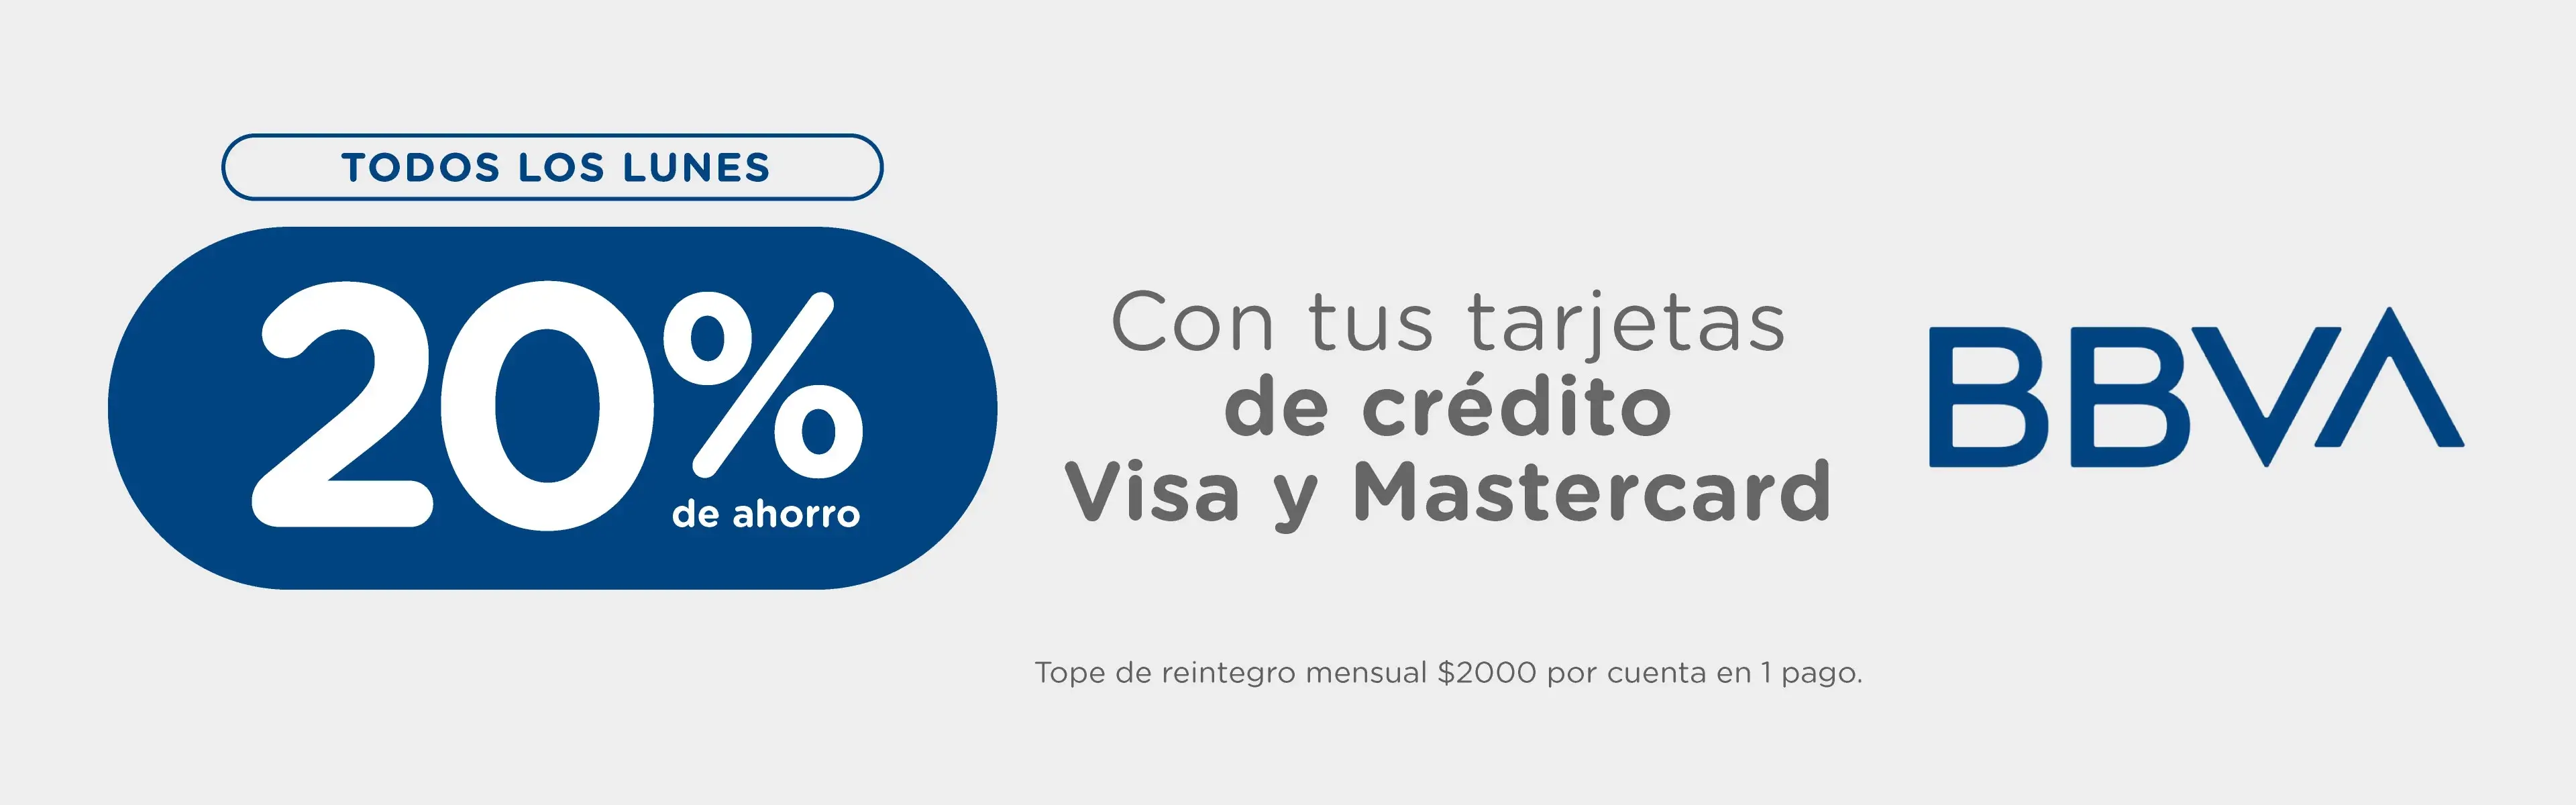 TODOS LOS LUNES
20%
de ahorro
Con tus tarjetas
de crédito
Visa y Mastercard
BBVA
Tope de reintegro mensual $2000 por cuenta en 1 pago.